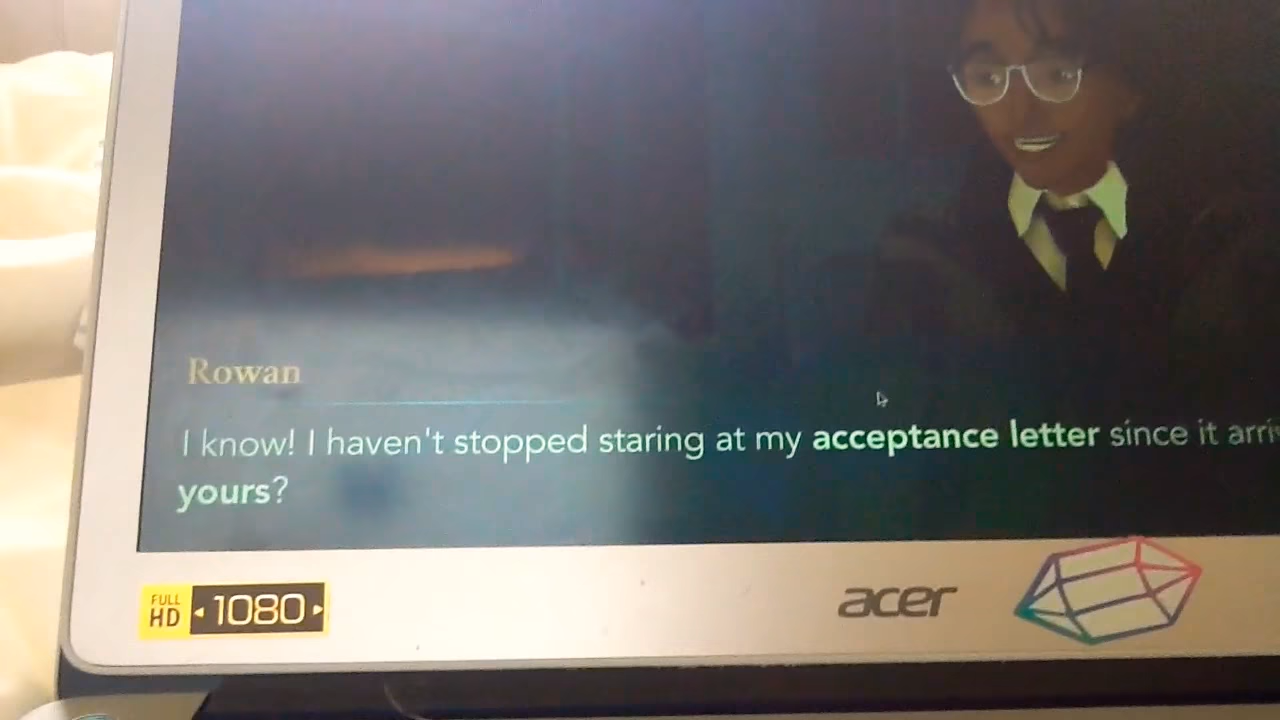 Rowan
I know! I haven't stopped staring at my acceptance letter since it
yours?
FULL HD 1080
acer